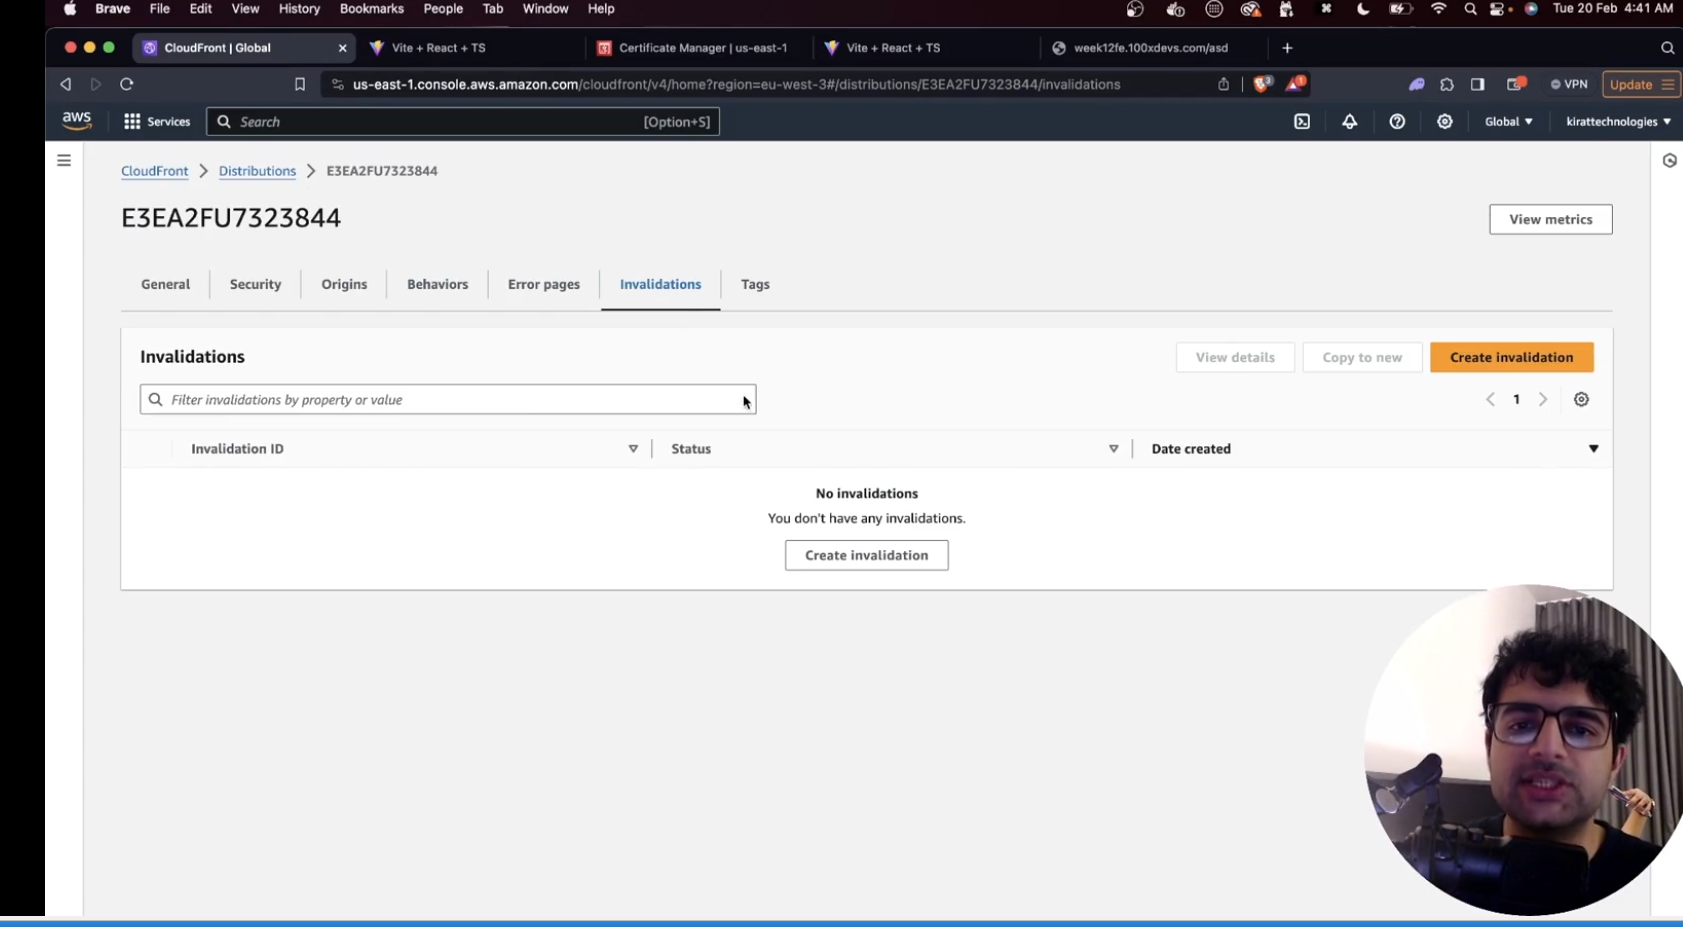 Brave File Edit View History Bookmarks People Tab Window Help Tue 20 Feb 4:41 AM
CloudFront | Global Vite + React + TS Certificate Manager | us-east-1 Vite + React + TS week12fe.100xdevs.com/asd
us-east-1.console.aws.amazon.com/cloudfront/v4/home?region=eu-west-3#/distributions/E3EA2FU7323844/invalidations 3 1 VPN Update
aws Services Search [Option+S] Global kirattechnologies
CloudFront Distributions E3EA2FU7323844
E3EA2FU7323844
View metrics
General Security Origins Behaviors Error pages Invalidations Tags
Invalidations
View details Copy to new Create invalidation
Filter invalidations by property or value 1
Invalidation ID Status Date created
No invalidations
You don't have any invalidations.
Create invalidation